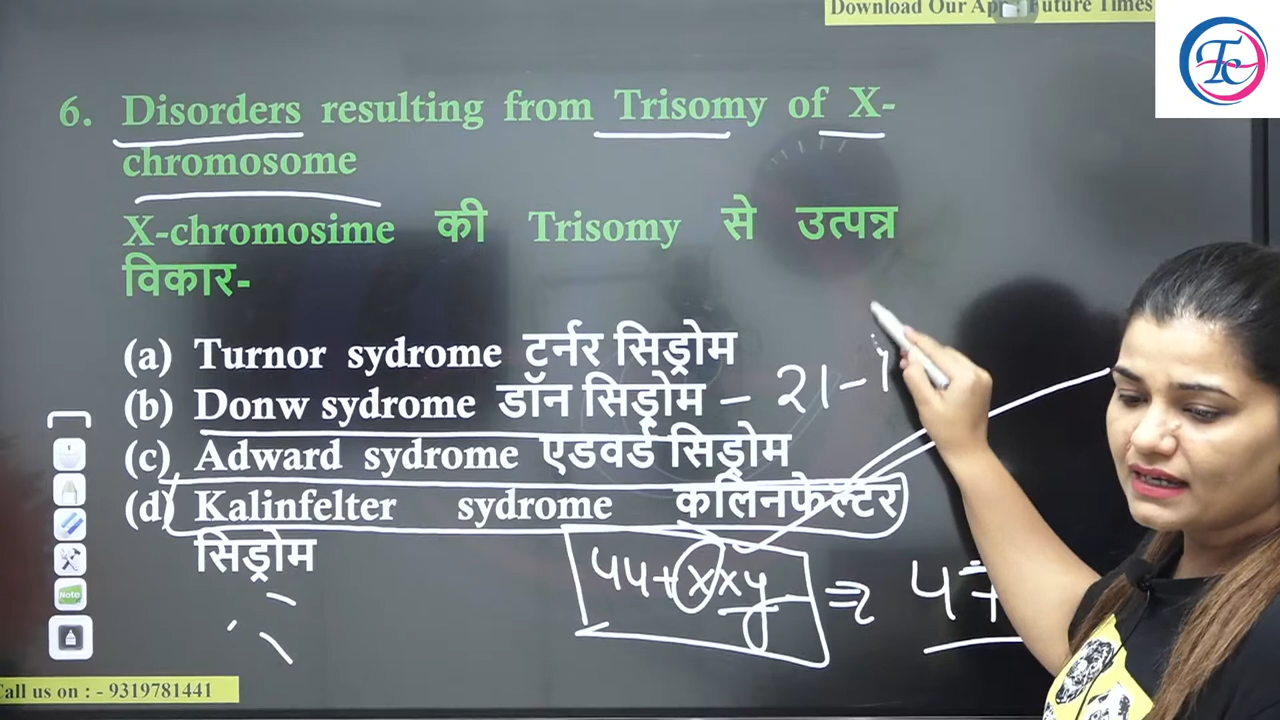 Download Our App Future Times
Tc
6. Disorders resulting from Trisomy of X-
chromosome
X-chromosime की Trisomy से उत्पन्न
विकार-
(a) Turnor sydrome टर्नर सिड्रोम
(b) Donw sydrome डॉन सिड्रोम – 21-
(c) Adward sydrome एडवर्ड सिड्रोम
(d) Kalinfelter sydrome कलिनफेल्टर
सिड्रोम
44+xxy ⇒ 47
Note
Call us on : - 9319781441